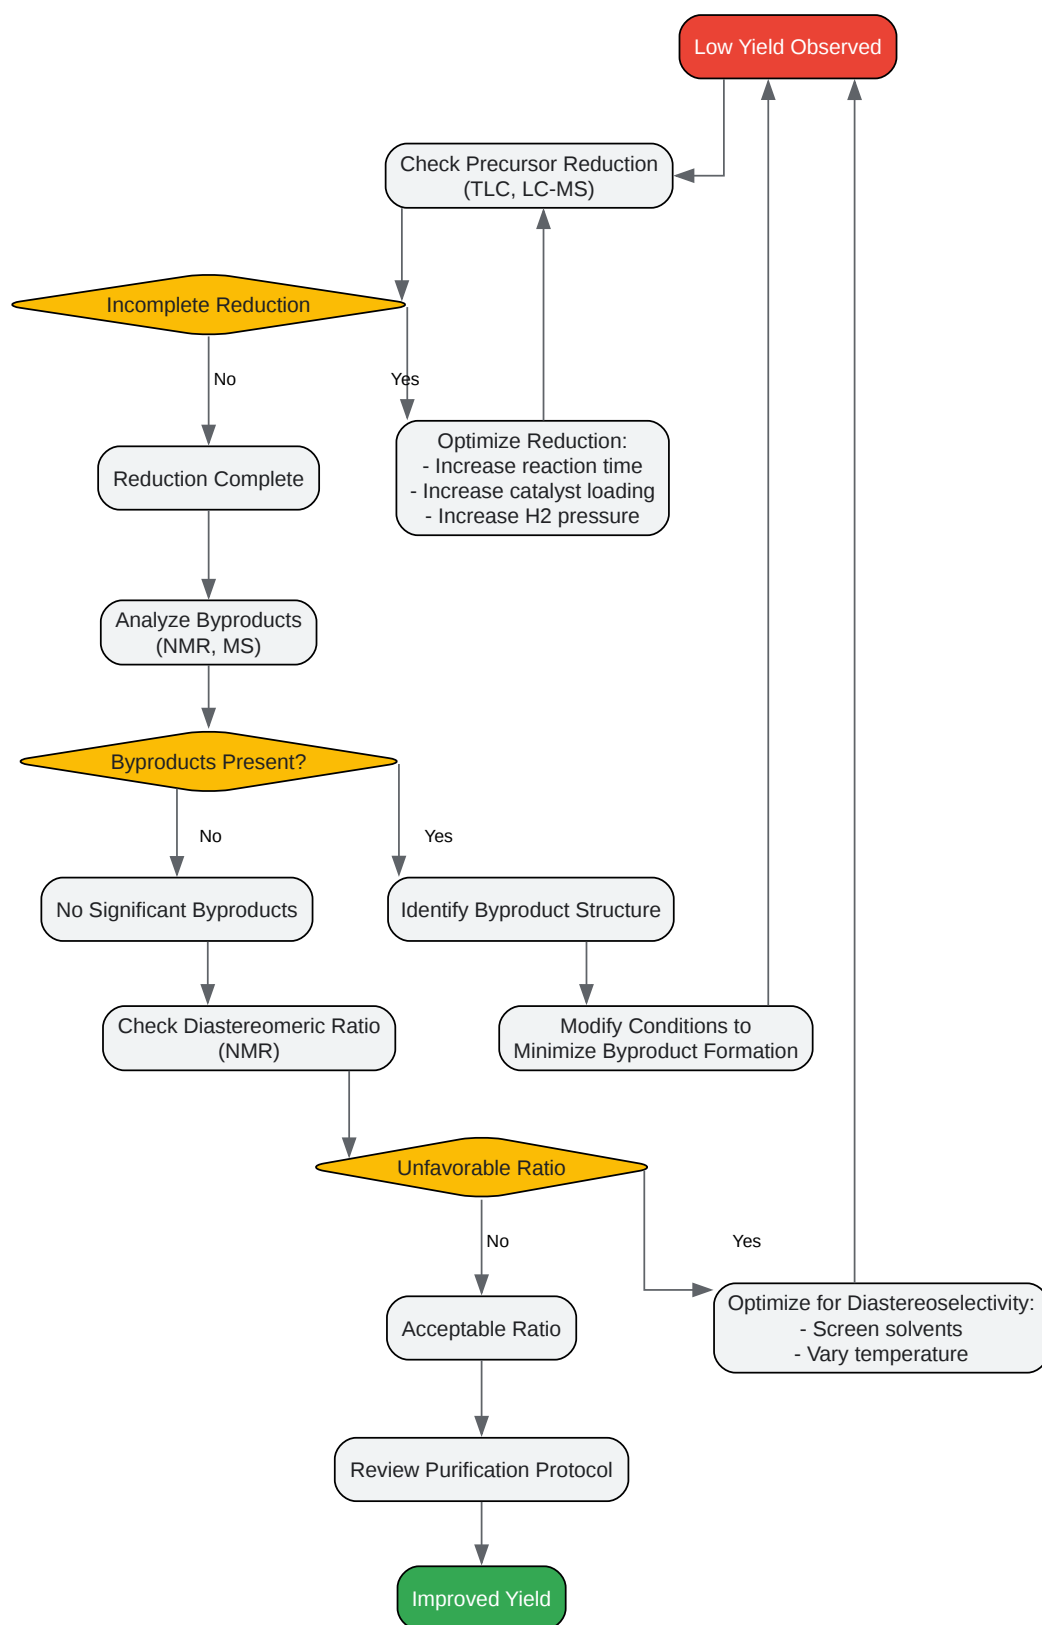 Low Yield Observed
Check Precursor Reduction
(TLC, LC-MS)
Incomplete Reduction
No
Yes
Optimize Reduction:
- Increase reaction time
- Increase catalyst loading
- Increase H2 pressure
Reduction Complete
Analyze Byproducts
(NMR, MS)
Byproducts Present?
No
Yes
No Significant Byproducts
Identify Byproduct Structure
Check Diastereomeric Ratio
(NMR)
Modify Conditions to
Minimize Byproduct Formation
Unfavorable Ratio
No
Yes
Acceptable Ratio
Optimize for Diastereoselectivity:
- Screen solvents
- Vary temperature
Review Purification Protocol
Improved Yield